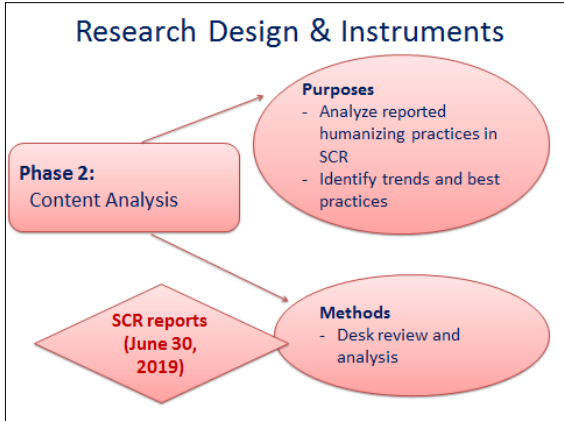 Research Design & Instruments
Purposes
- Analyze reported
humanizing practices in
SCR
- Identify trends and best
practices
Phase 2:
Content Analysis
SCR reports
(June 30,
2019)
Methods
- Desk review and
analysis